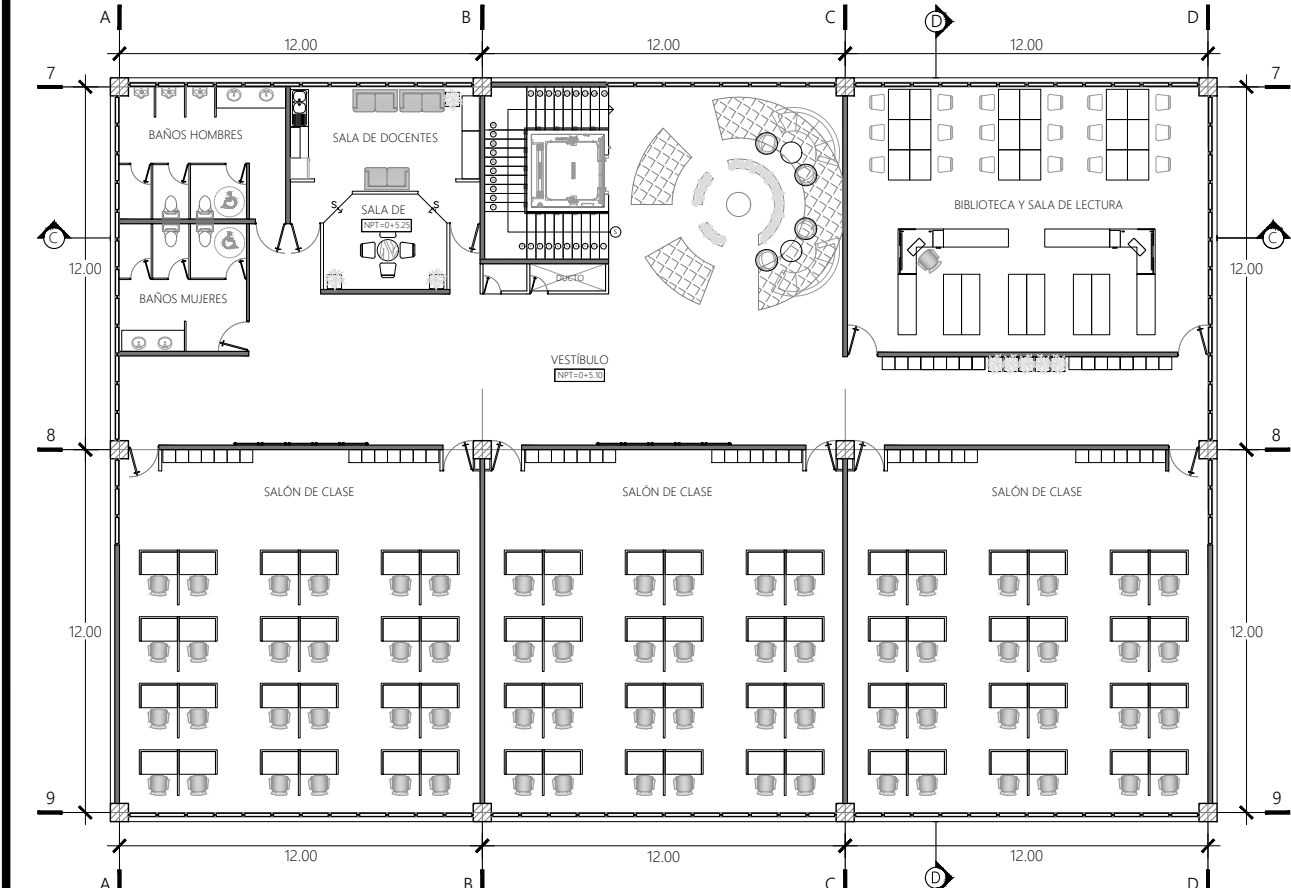 A
B
C
D
D
12.00
12.00
12.00
7
7
BAÑOS HOMBRES
SALA DE DOCENTES
BIBLIOTECA Y SALA DE LECTURA
S
S
SALA DE
NPT=0+5.25
S
C
C
12.00
12.00
DUCTO
BAÑOS MUJERES
VESTÍBULO
NPT=0+5.10
8
8
SALÓN DE CLASE
SALÓN DE CLASE
SALÓN DE CLASE
12.00
12.00
9
9
12.00
12.00
12.00
A
B
C
D
D